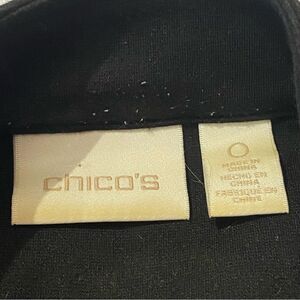 chico's
0
MADE IN
CHINA
HECHO EN
CHINA
FABRIQUÉ EN
CHINE